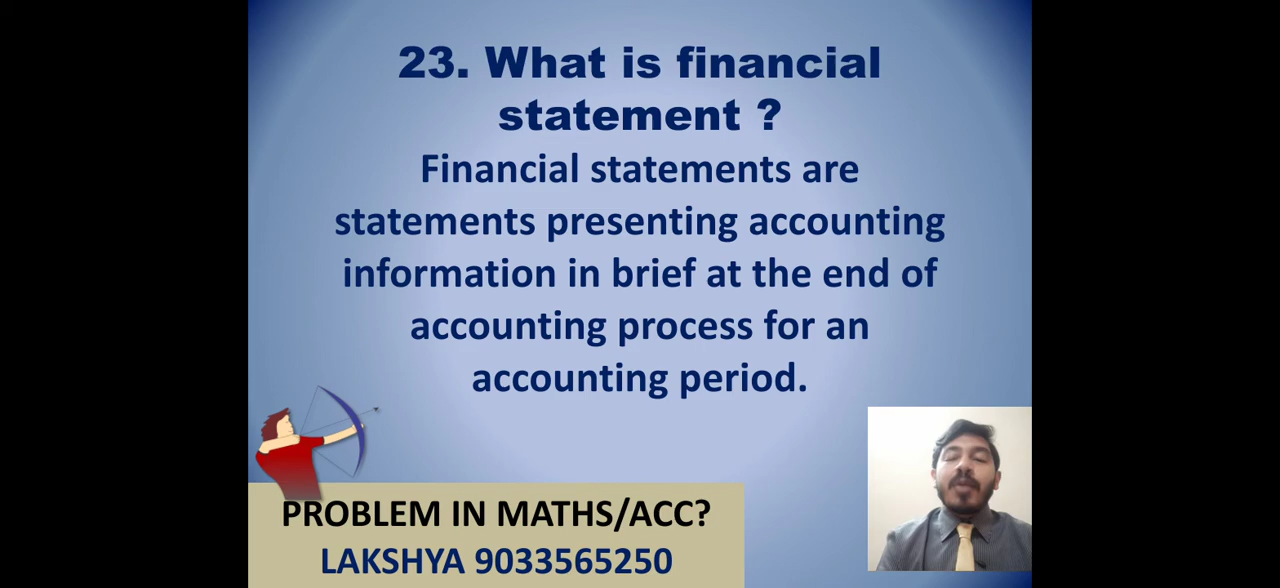 23. What is financial
statement ?
Financial statements are
statements presenting accounting
information in brief at the end of
accounting process for an
accounting period.
PROBLEM IN MATHS/ACC?
LAKSHYA 9033565250